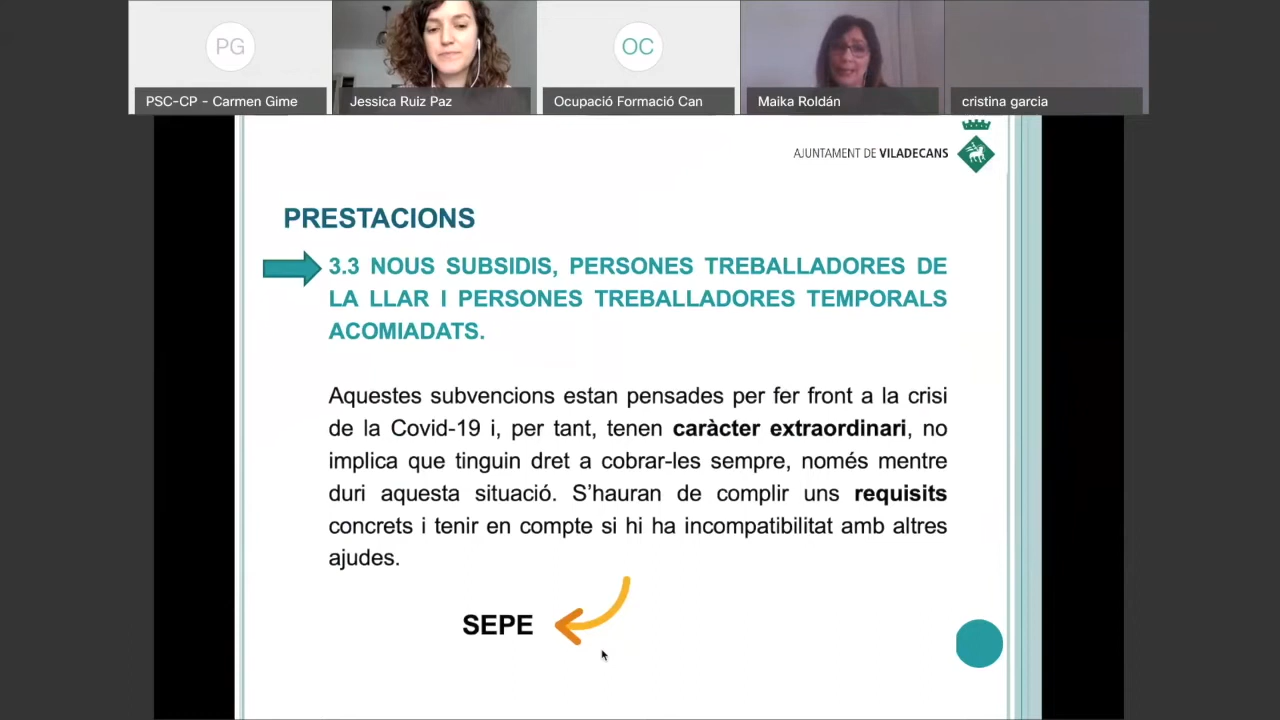 PG
OC
PSC-CP - Carmen Gime
Jessica Ruiz Paz
Ocupació Formació Can
Maika Roldán
cristina garcia
AJUNTAMENT DE VILADECANS
PRESTACIONS
3.3 NOUS SUBSIDIS, PERSONES TREBALLADORES DE
LA LLAR I PERSONES TREBALLADORES TEMPORALS
ACOMIADATS.
Aquestes subvencions estan pensades per fer front a la crisi
de la Covid-19 i, per tant, tenen caràcter extraordinari, no
implica que tinguin dret a cobrar-les sempre, només mentre
duri aquesta situació. S'hauran de complir uns requisits
concrets i tenir en compte si hi ha incompatibilitat amb altres
ajudes.
SEPE